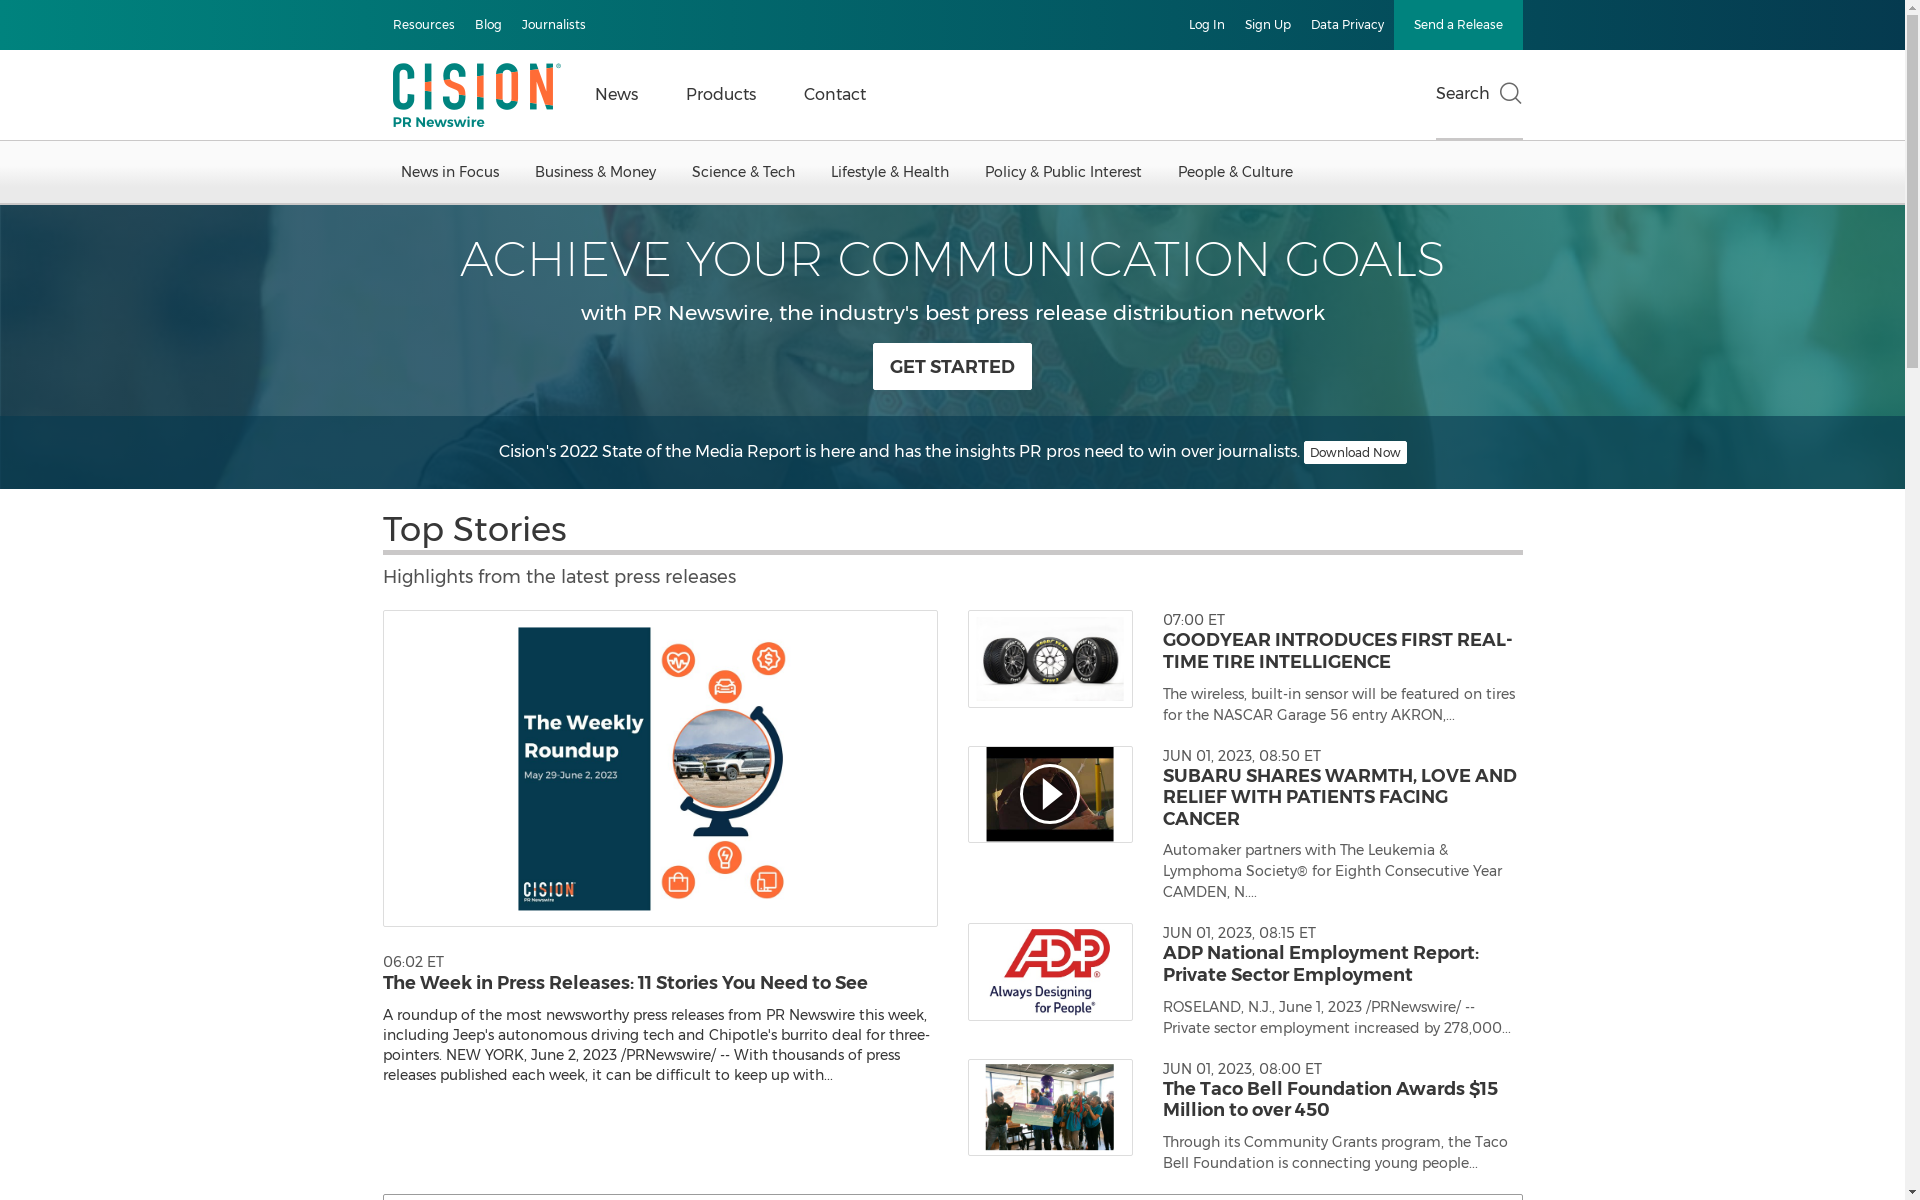 Resources Blog Journalists
Log In Sign Up Data Privacy Send a Release
CISION®
PR Newswire
News Products Contact
Search
News in Focus Business & Money Science & Tech Lifestyle & Health Policy & Public Interest People & Culture
ACHIEVE YOUR COMMUNICATION GOALS
with PR Newswire, the industry's best press release distribution network
GET STARTED
Cision's 2022 State of the Media Report is here and has the insights PR pros need to win over journalists. Download Now
Top Stories
Highlights from the latest press releases
The Weekly
Roundup
May 29-June 2, 2023
CISION
PR Newswire
06:02 ET
The Week in Press Releases: 11 Stories You Need to See
A roundup of the most newsworthy press releases from PR Newswire this week,
including Jeep's autonomous driving tech and Chipotle's burrito deal for three-
pointers. NEW YORK, June 2, 2023 /PRNewswire/ -- With thousands of press
releases published each week, it can be difficult to keep up with...
07:00 ET
GOODYEAR INTRODUCES FIRST REAL-
TIME TIRE INTELLIGENCE
The wireless, built-in sensor will be featured on tires
for the NASCAR Garage 56 entry AKRON,...
JUN 01, 2023, 08:50 ET
SUBARU SHARES WARMTH, LOVE AND
RELIEF WITH PATIENTS FACING
CANCER
Automaker partners with The Leukemia &
Lymphoma Society® for Eighth Consecutive Year
CAMDEN, N....
ADP®
Always Designing
for People®
JUN 01, 2023, 08:15 ET
ADP National Employment Report:
Private Sector Employment
ROSELAND, N.J., June 1, 2023 /PRNewswire/ --
Private sector employment increased by 278,000...
JUN 01, 2023, 08:00 ET
The Taco Bell Foundation Awards $15
Million to over 450
Through its Community Grants program, the Taco
Bell Foundation is connecting young people...